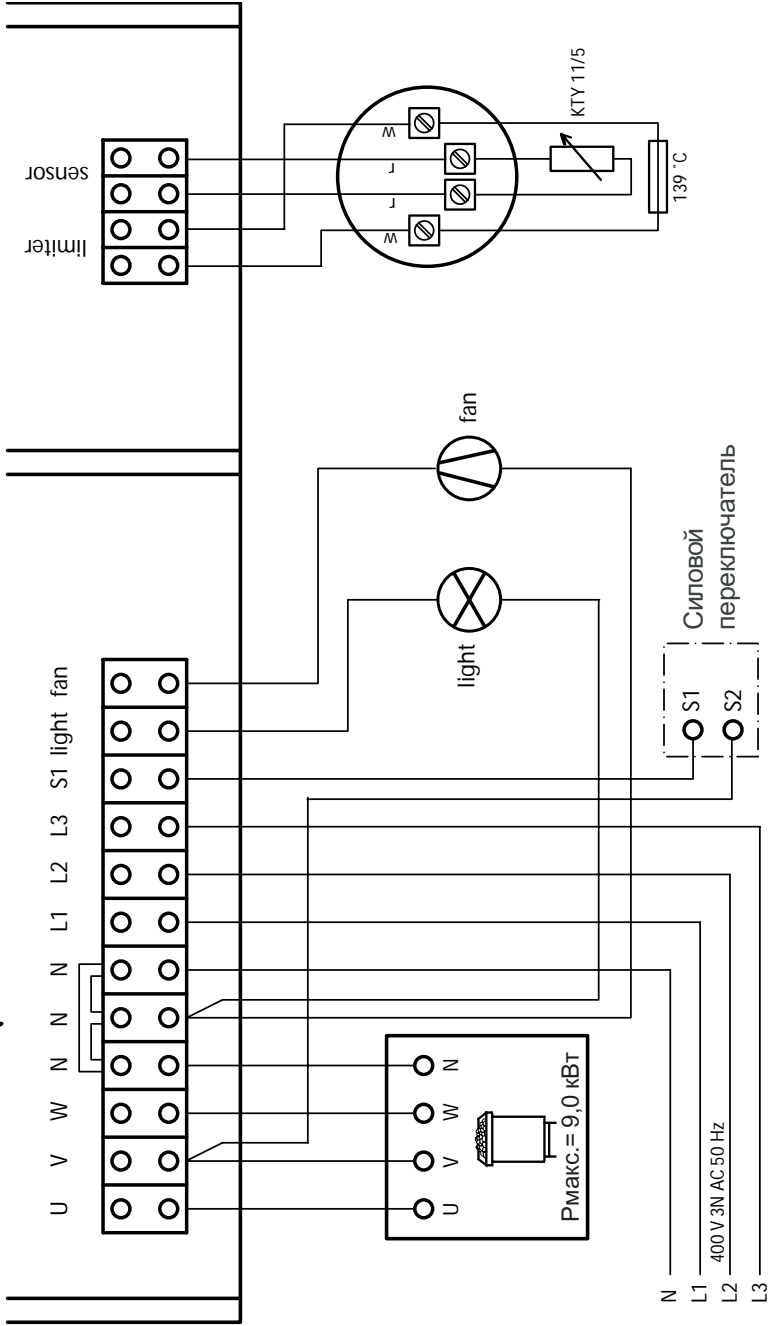 sensor
limiter
w
r
r
w
KTY 11/5
139 °C
fan
light
U
V
W
N
N
N
L1
L2
L3
S1
light
fan
Силовой
переключатель
S1
S2
U
V
W
N
Pмакс.= 9,0 кВт
N
L1
400 V 3N AC 50 Hz
L2
L3